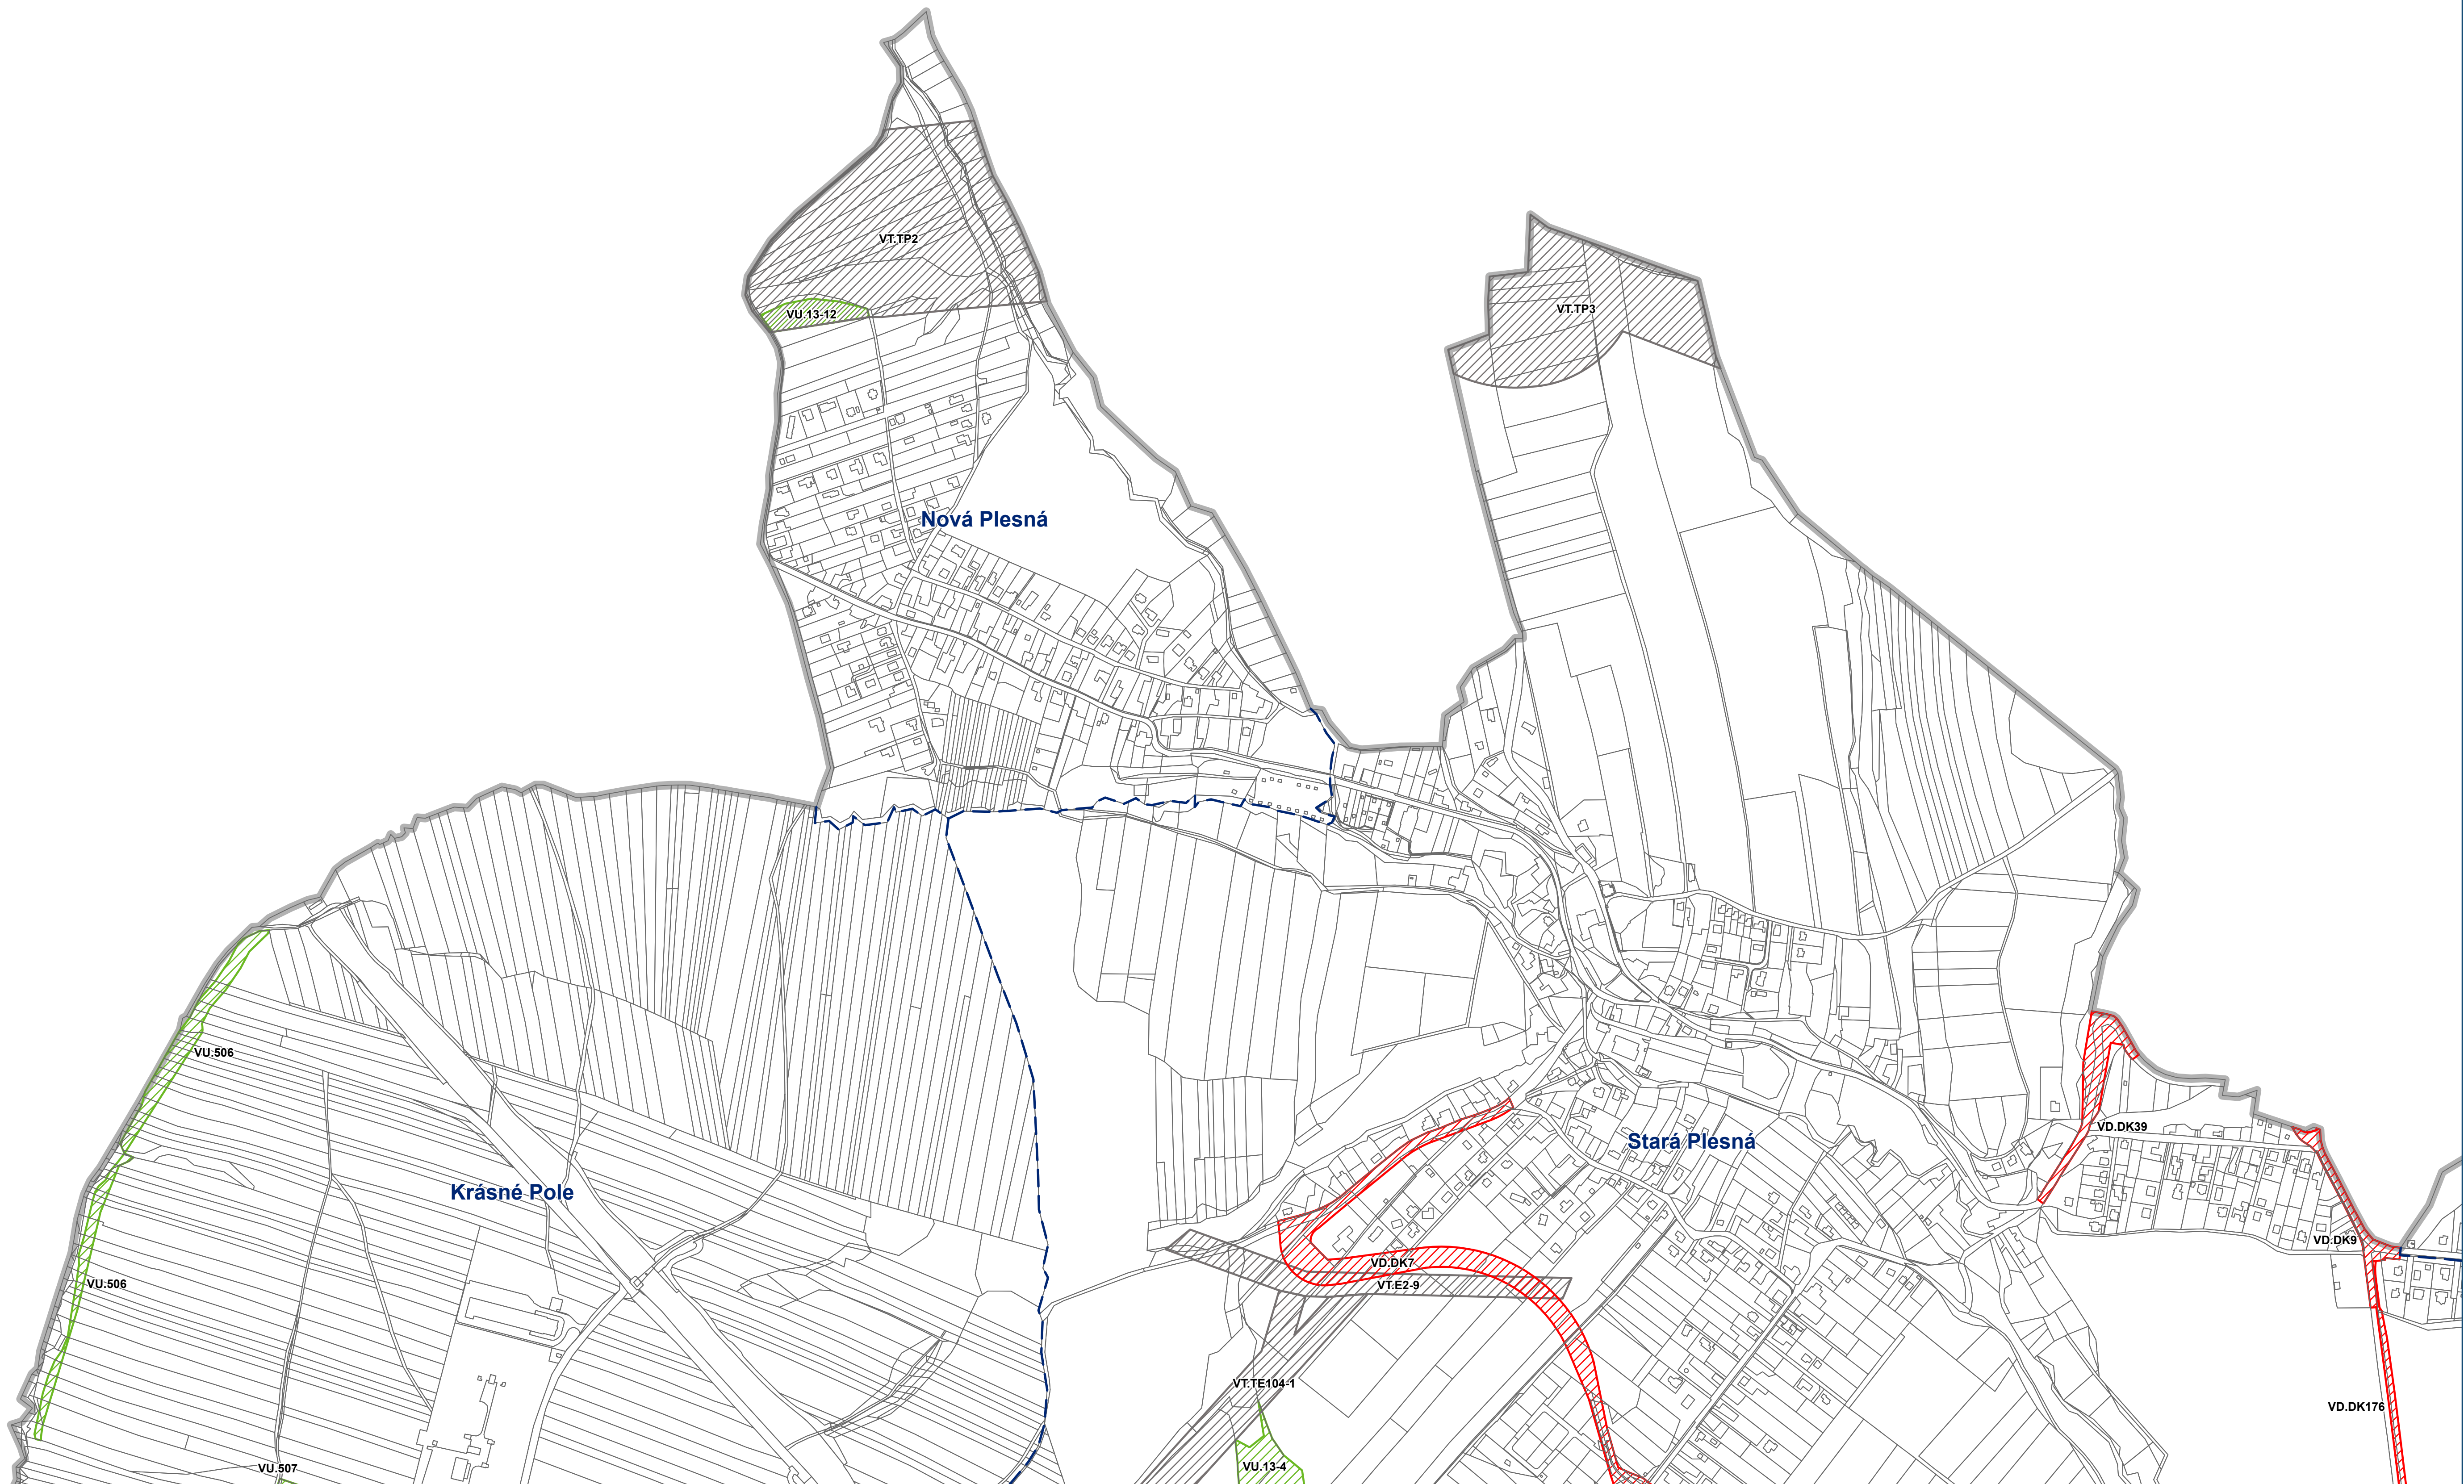 VT.TP2
VT.TP3
VU.13-12
Nová Plesná
VU.506
VD.DK39
Stará Plesná
Krásné Pole
VD.DK9
VD.DK7
VU.506
VT.E2-9
VT.TE104-1
VD.DK176
VU.13-4
VU.507